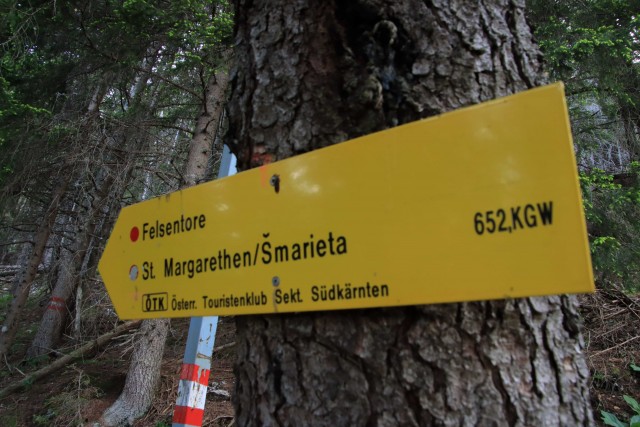 Felsentore
St. Margarethen/Šmarieta
652,KGW
ÖTK Österr. Touristenklub Sekt. Südkärnten